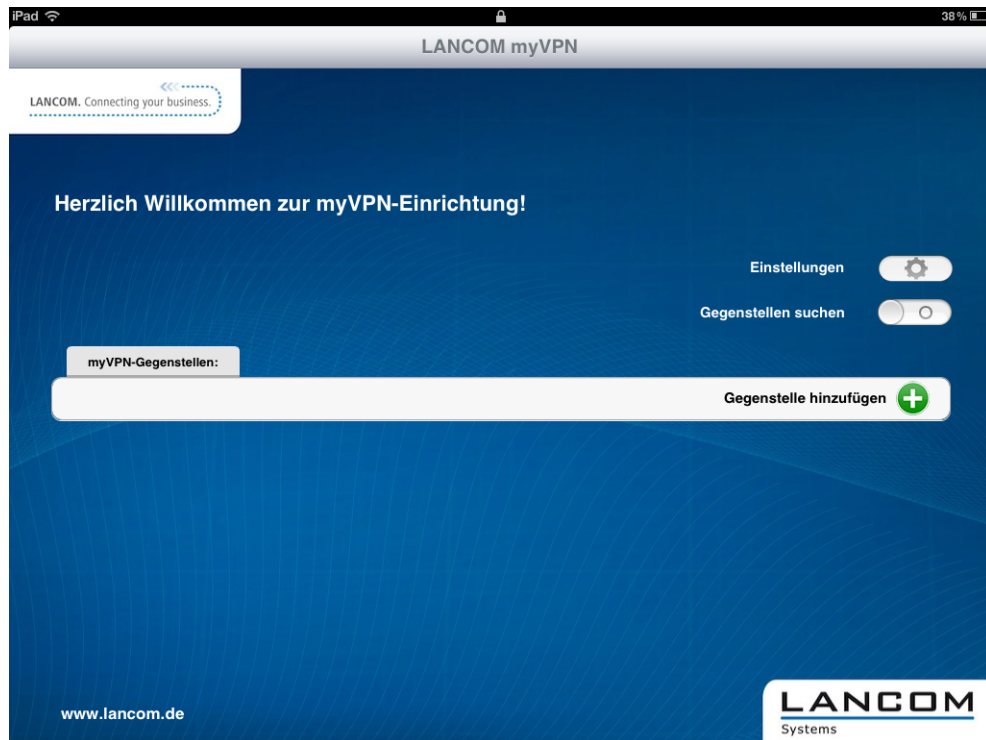 iPad
38%
LANCOM myVPN
LANCOM. Connecting your business.
Herzlich Willkommen zur myVPN-Einrichtung!
Einstellungen
Gegenstellen suchen
myVPN-Gegenstellen:
Gegenstelle hinzufügen
www.lancom.de
LANCOM
Systems